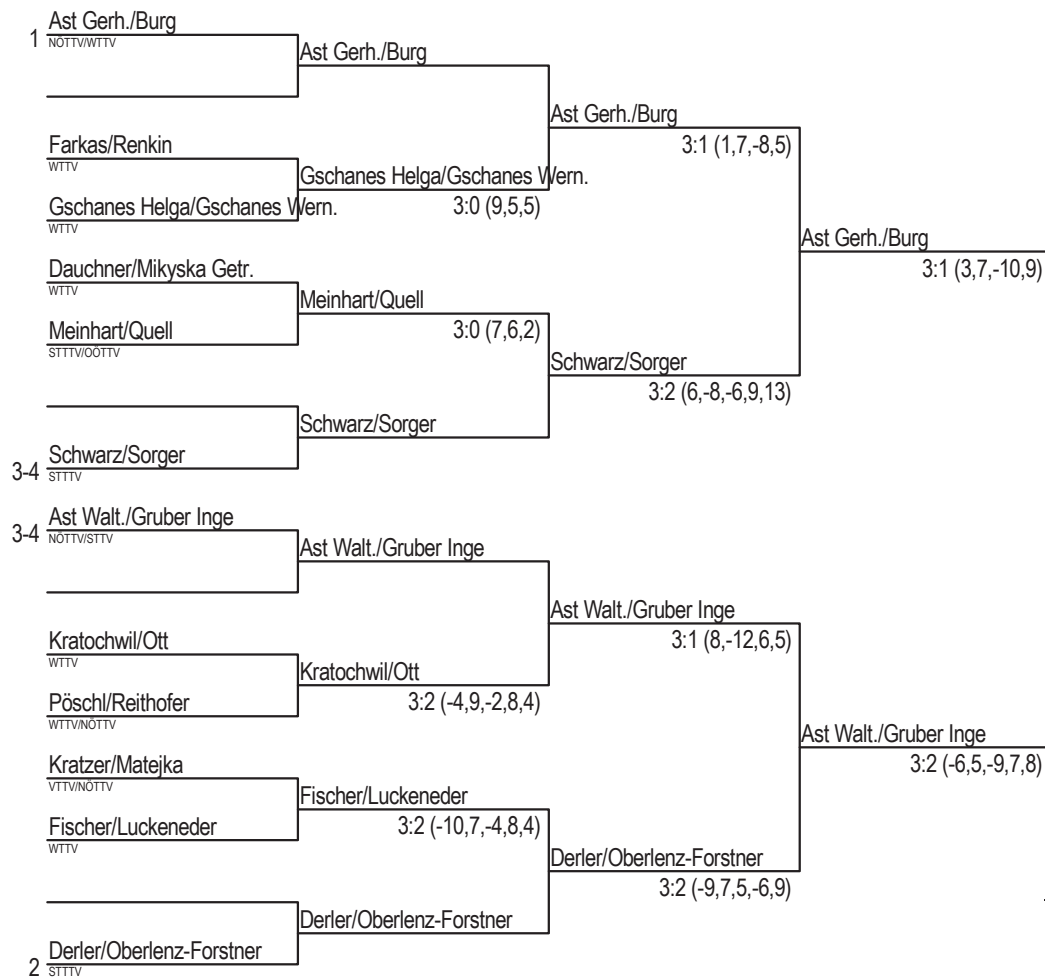 Ast Gerh./Burg
1
NÖTTV/WTTV
Ast Gerh./Burg
Ast Gerh./Burg
Farkas/Renkin
3:1 (1,7,-8,5)
WTTV
Gschanes Helga/Gschanes Wern.
Gschanes Helga/Gschanes Wern.
3:0 (9,5,5)
WTTV
Ast Gerh./Burg
Dauchner/Mikyska Getr.
3:1 (3,7,-10,9)
WTTV
Meinhart/Quell
Meinhart/Quell
3:0 (7,6,2)
STTTV/OÖTTV
Schwarz/Sorger
3:2 (6,-8,-6,9,13)
Schwarz/Sorger
Schwarz/Sorger
3-4
STTTV
Ast Walt./Gruber Inge
3-4
NÖTTV/STTV
Ast Walt./Gruber Inge
Ast Walt./Gruber Inge
Kratochwil/Ott
3:1 (8,-12,6,5)
WTTV
Kratochwil/Ott
Pöschl/Reithofer
3:2 (-4,9,-2,8,4)
WTTV/NÖTTV
Ast Walt./Gruber Inge
Kratzer/Matejka
3:2 (-6,5,-9,7,8)
VTTV/NÖTTV
Fischer/Luckeneder
Fischer/Luckeneder
3:2 (-10,7,-4,8,4)
WTTV
Derler/Oberlenz-Forstner
3:2 (-9,7,5,-6,9)
Derler/Oberlenz-Forstner
Derler/Oberlenz-Forstner
2
STTTV